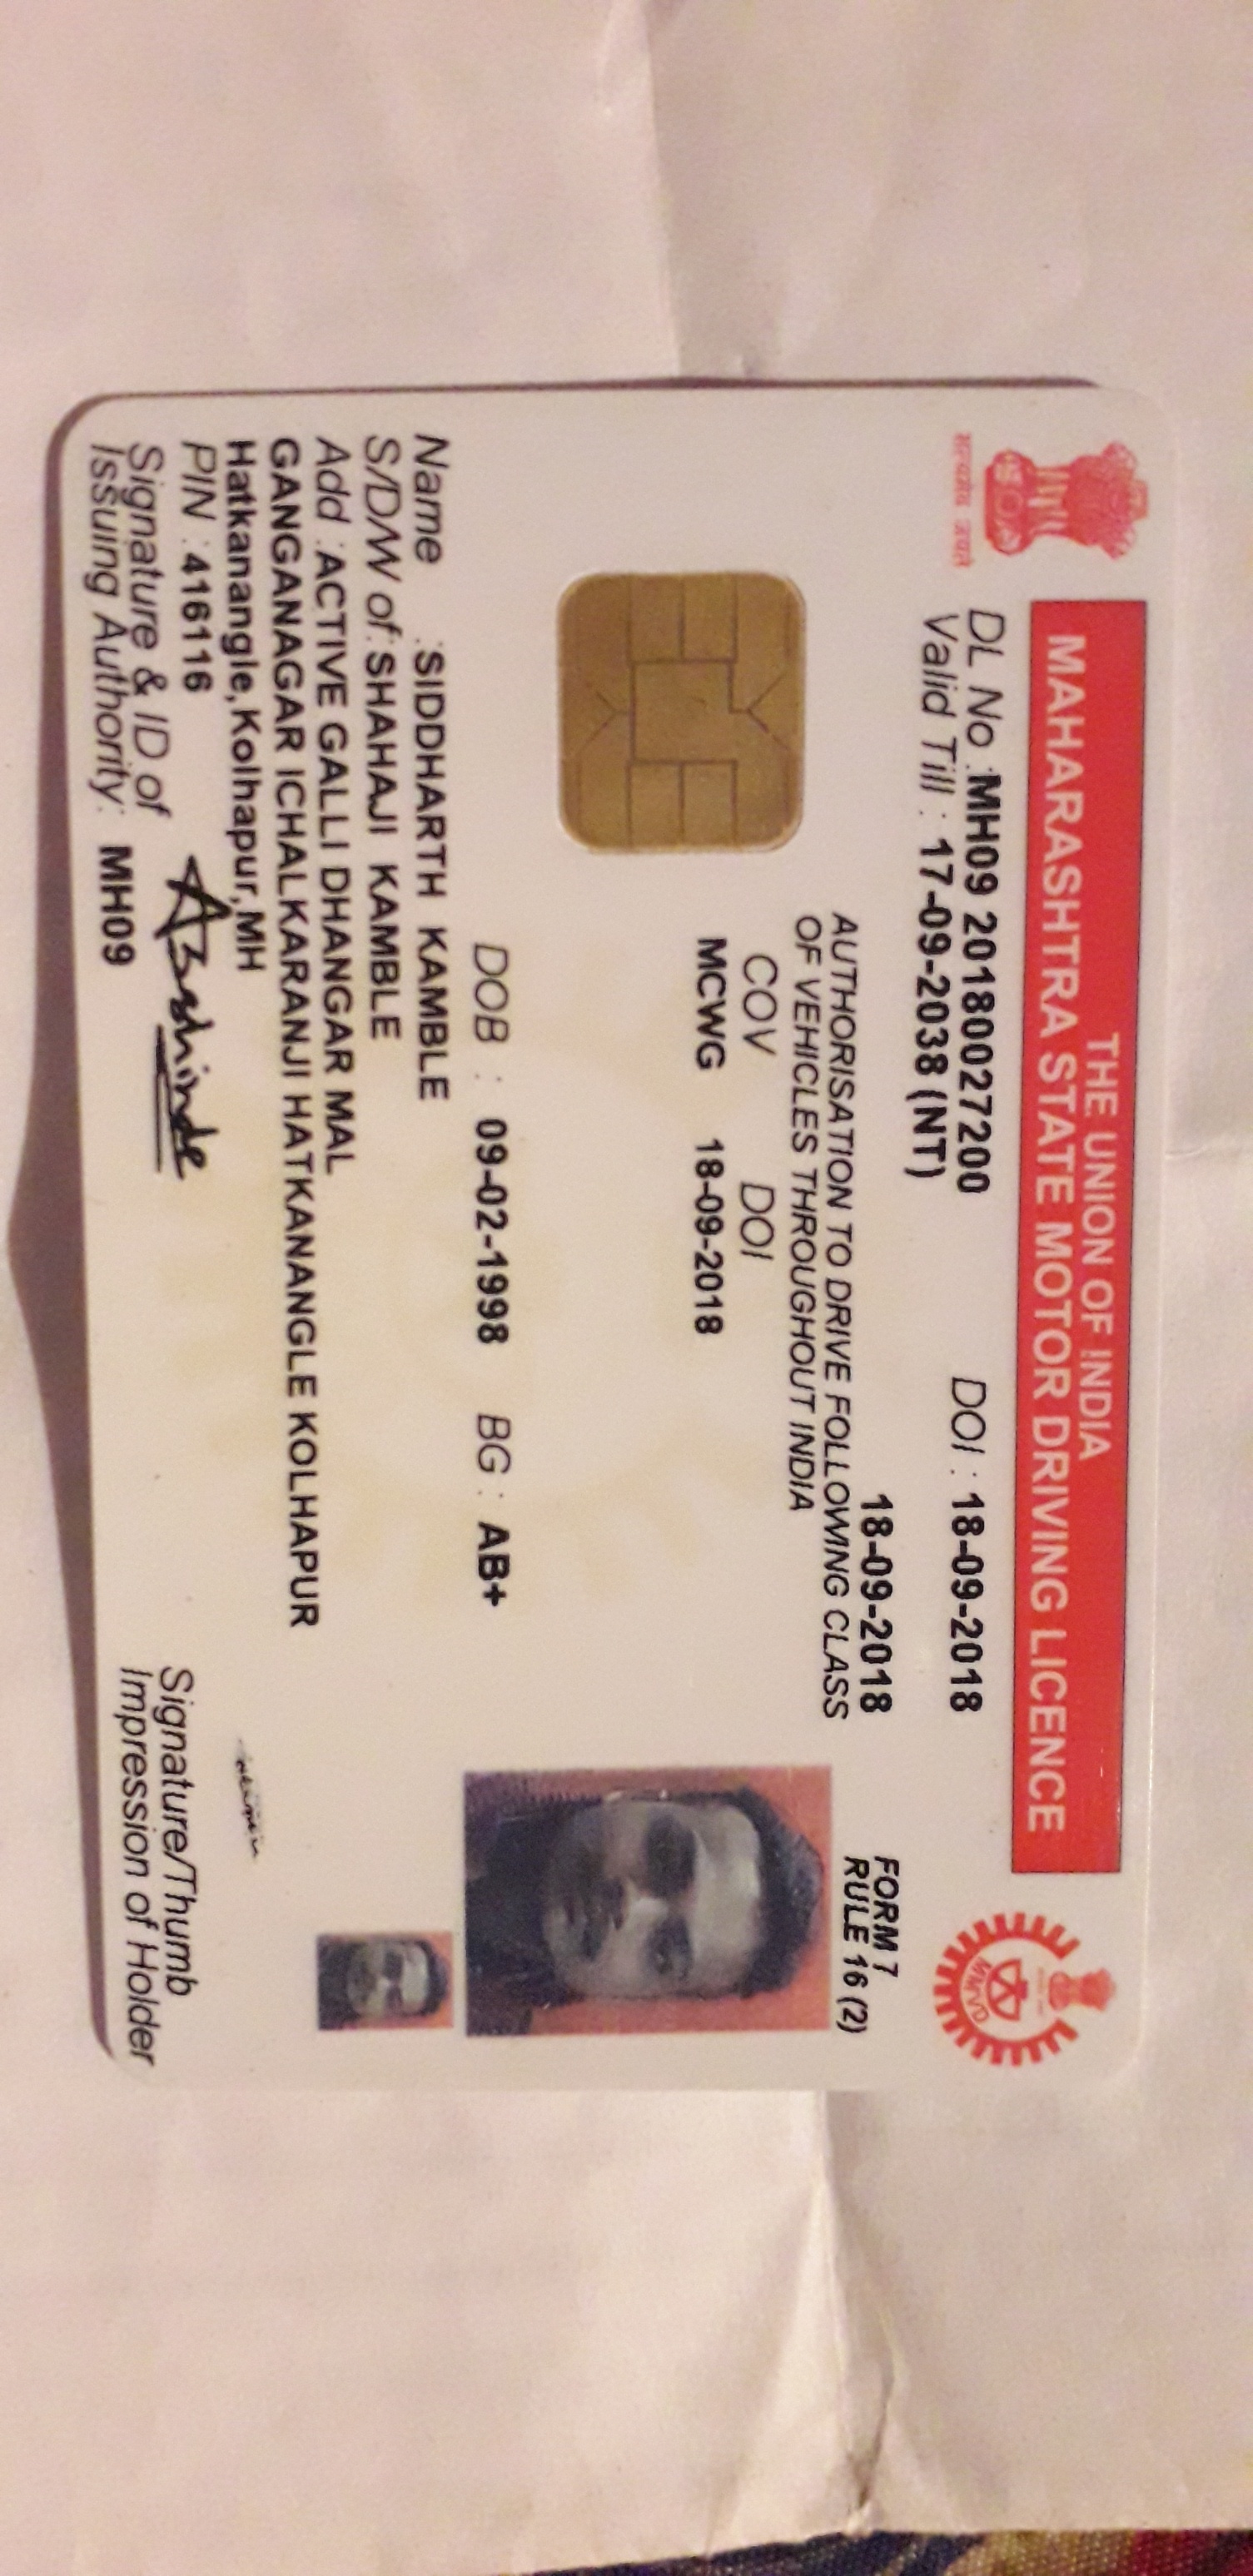 THE UNION OF INDIA
MAHARASHTRA STATE MOTOR DRIVING LICENCE
सत्यमेव जयते
DL No : MH09 20180027200 DOI : 18-09-2018
Valid Till : 17-09-2038 (NT) 18-09-2018
FORM 7
RULE 16 (2)
AUTHORISATION TO DRIVE FOLLOWING CLASS
OF VEHICLES THROUGHOUT INDIA
COV DOI
MCWG 18-09-2018
DOB : 09-02-1998 BG : AB+
Name : SIDDHARTH KAMBLE
S/D/W of : SHAHAJI KAMBLE
Add : ACTIVE GALLI DHANGAR MAL
GANGANAGAR ICHALKARANJI HATKANANGLE KOLHAPUR
Hatkanangle, Kolhapur, MH
PIN : 416116
Signature & ID of
Issuing Authority: MH09
Signature/Thumb
Impression of Holder
MMVD